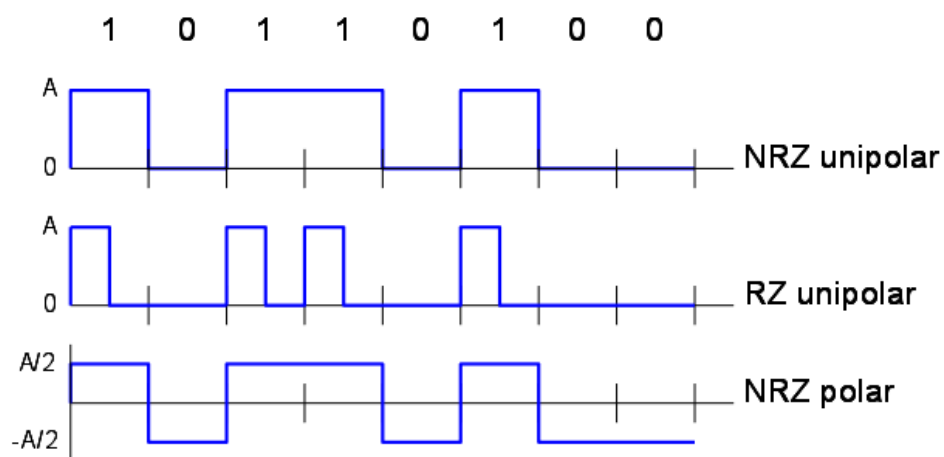 1 0 1 1 0 1 0 0
A
0
NRZ unipolar
A
0
RZ unipolar
A/2
-A/2
NRZ polar